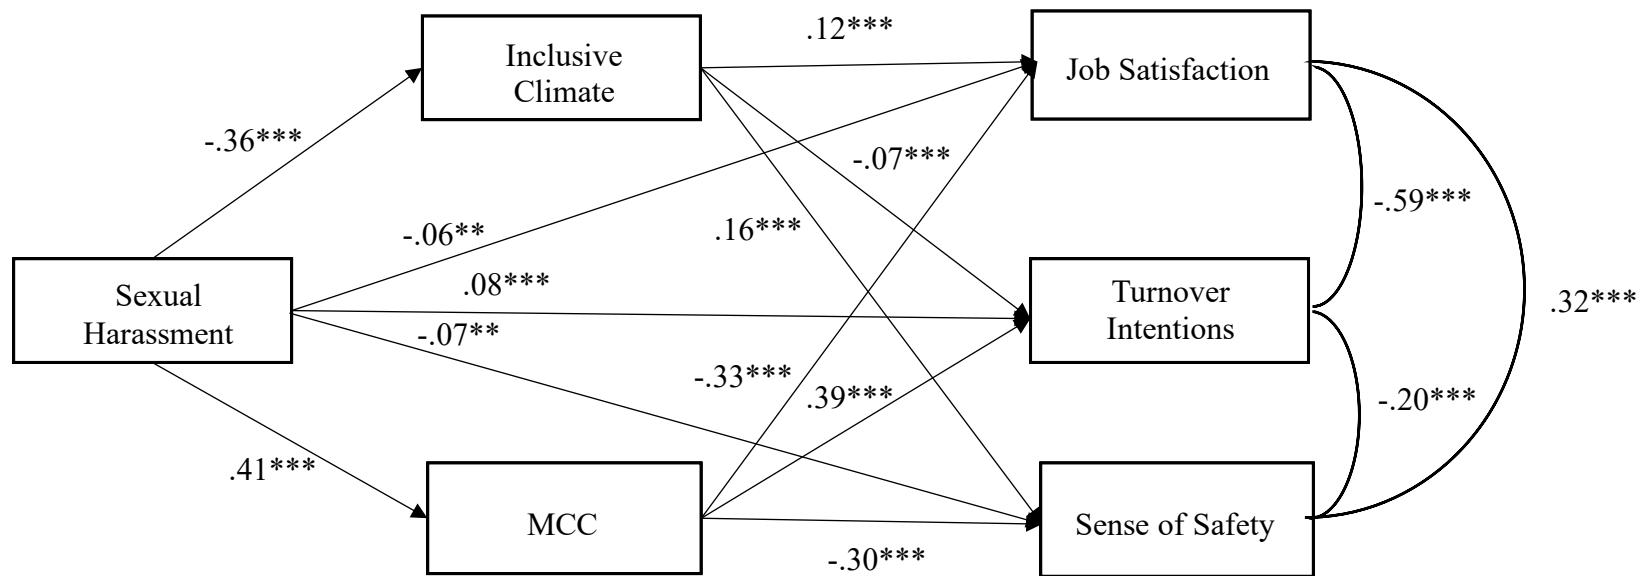 Inclusive
Climate
.12***
Job Satisfaction
-.36***
-.07***
-.59***
-.06**
.16***
Sexual
Harassment
.08***
-.07**
Turnover
Intentions
.32***
-.33***
.39***
-.20***
.41***
MCC
Sense of Safety
-.30***